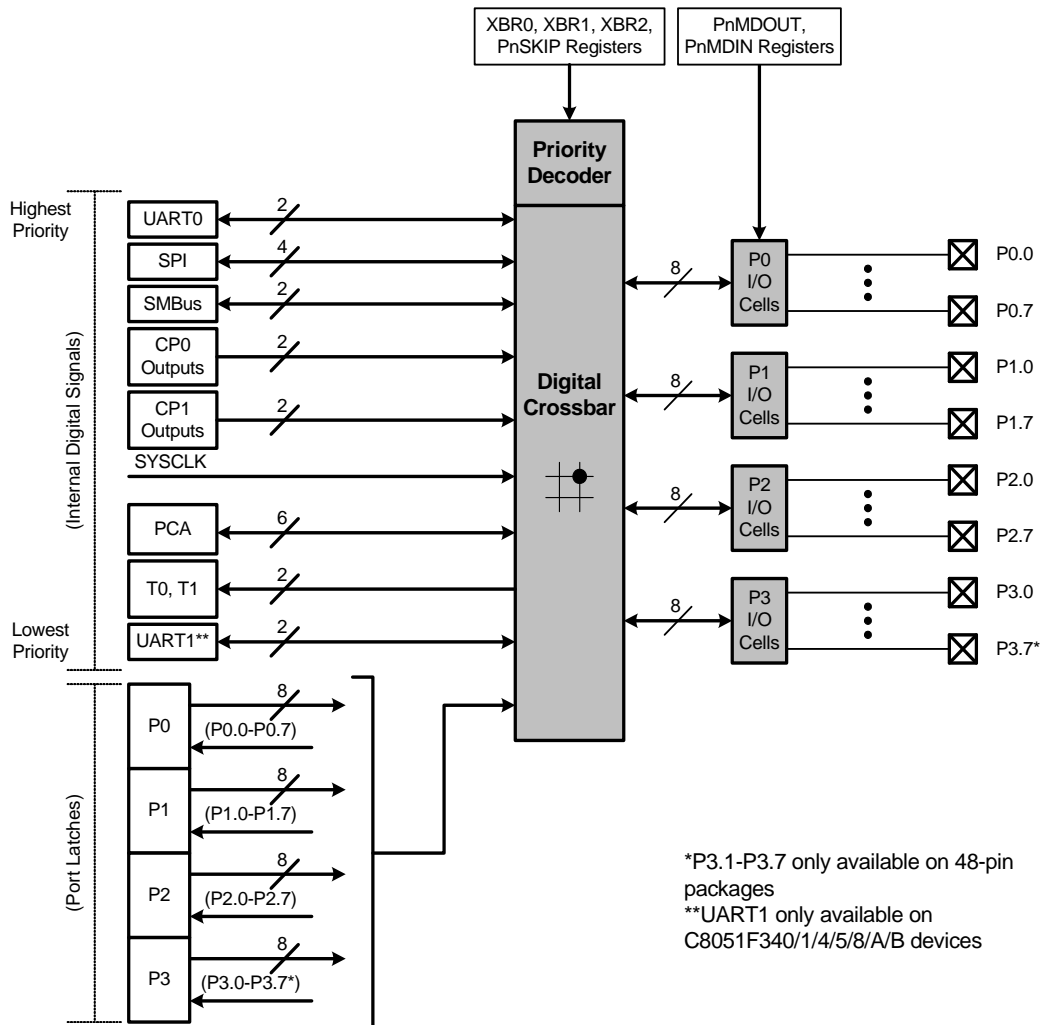 XBR0, XBR1, XBR2,
PnSKIP Registers
PnMDOUT,
PnMDIN Registers
Priority
Decoder
Highest
Priority
(Internal Digital Signals)
UART0
2
SPI
4
SMBus
2
CP0
Outputs
2
CP1
Outputs
2
SYSCLK
PCA
6
T0, T1
2
Lowest
Priority
UART1**
2
Digital
Crossbar
8
P0
I/O
Cells
P0.0
P0.7
8
P1
I/O
Cells
P1.0
P1.7
8
P2
I/O
Cells
P2.0
P2.7
8
P3
I/O
Cells
P3.0
P3.7*
(Port Latches)
P0
8
(P0.0-P0.7)
P1
8
(P1.0-P1.7)
P2
8
(P2.0-P2.7)
P3
8
(P3.0-P3.7*)
*P3.1-P3.7 only available on 48-pin
packages
**UART1 only available on
C8051F340/1/4/5/8/A/B devices